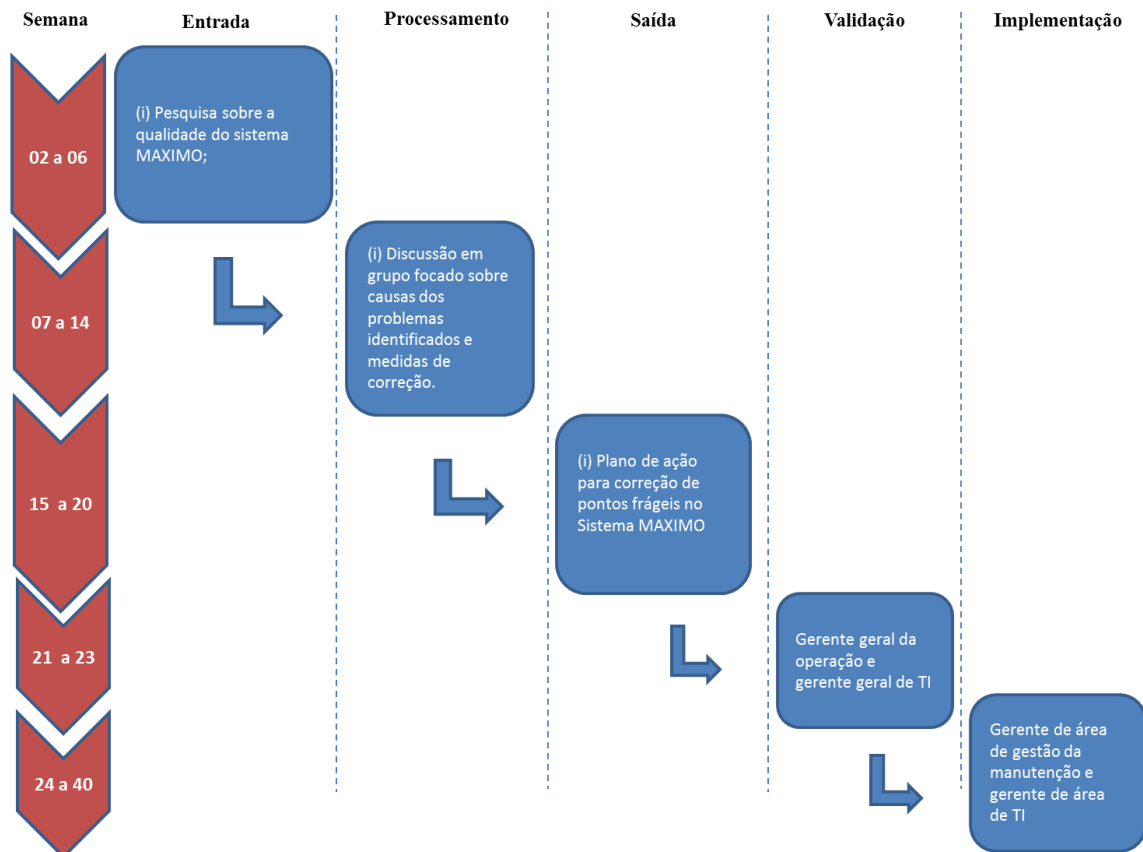 Semana
Entrada
Processamento
Saída
Validação
Implementação
02 a 06
(i) Pesquisa sobre a
qualidade do sistema
MAXIMO;
07 a 14
(i) Discussão em
grupo focado sobre
causas dos
problemas
identificados e
medidas de
correção.
15 a 20
(i) Plano de ação
para correção de
pontos frágeis no
Sistema MAXIMO
21 a 23
Gerente geral da
operação e
gerente geral de TI
24 a 40
Gerente de área
de gestão da
manutenção e
gerente de área
de TI